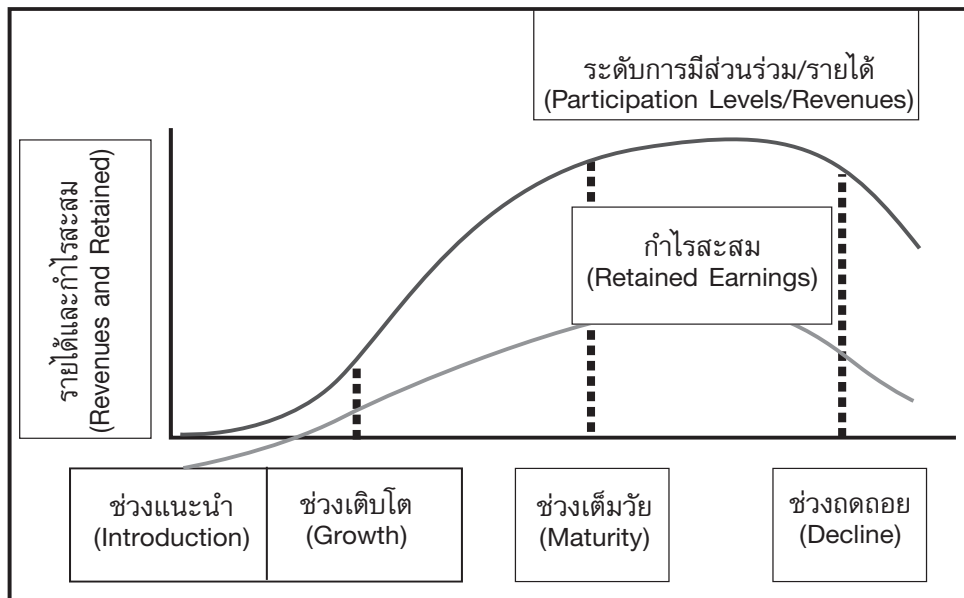 ระดับการมีส่วนร่วม/รายได้
(Participation Levels/Revenues)
รายได้และกำไรสะสม
(Revenues and Retained)
กำไรสะสม
(Retained Earnings)
ช่วงแนะนำ
(Introduction)
ช่วงเติบโต
(Growth)
ช่วงเต็มวัย
(Maturity)
ช่วงถดถอย
(Decline)